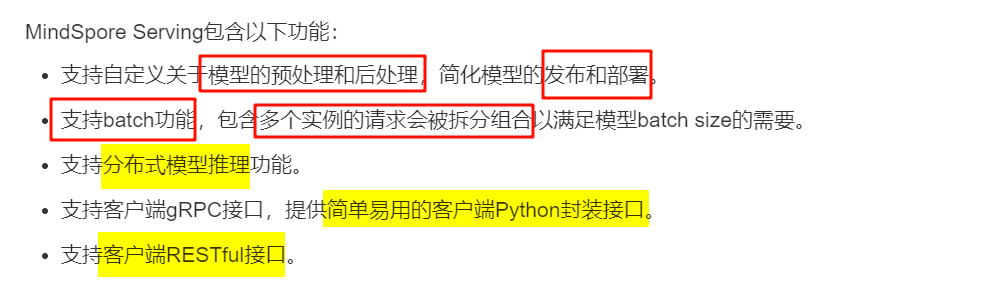 MindSpore Serving包含以下功能：
• 支持自定义关于模型的预处理和后处理，简化模型的发布和部署。
• 支持batch功能，包含多个实例的请求会被拆分组合以满足模型batch size的需要。
• 支持分布式模型推理功能。
• 支持客户端gRPC接口，提供简单易用的客户端Python封装接口。
• 支持客户端RESTful接口。